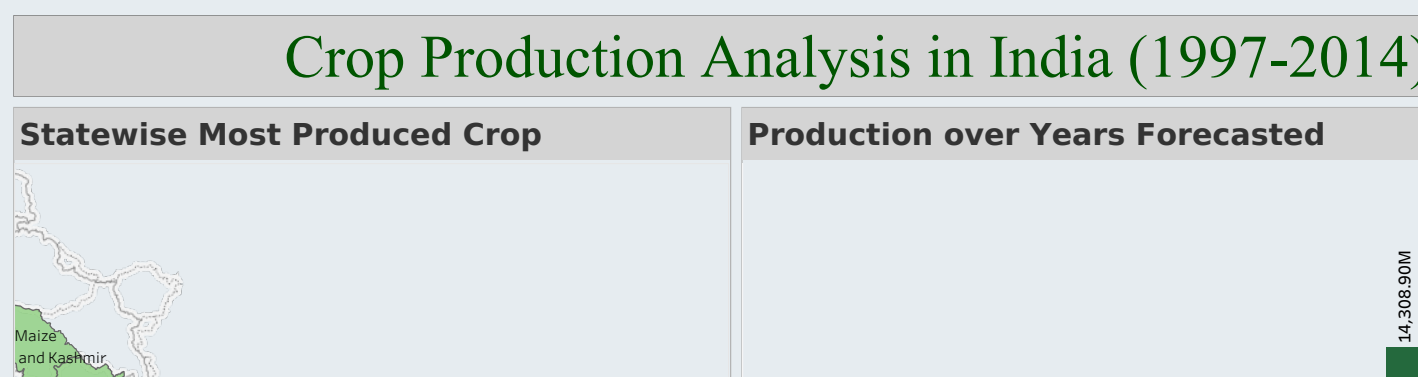 Crop Production Analysis in India (1997-2014)
Statewise Most Produced Crop
Production over Years Forecasted
14,308.90M
Maize
and Kashmir